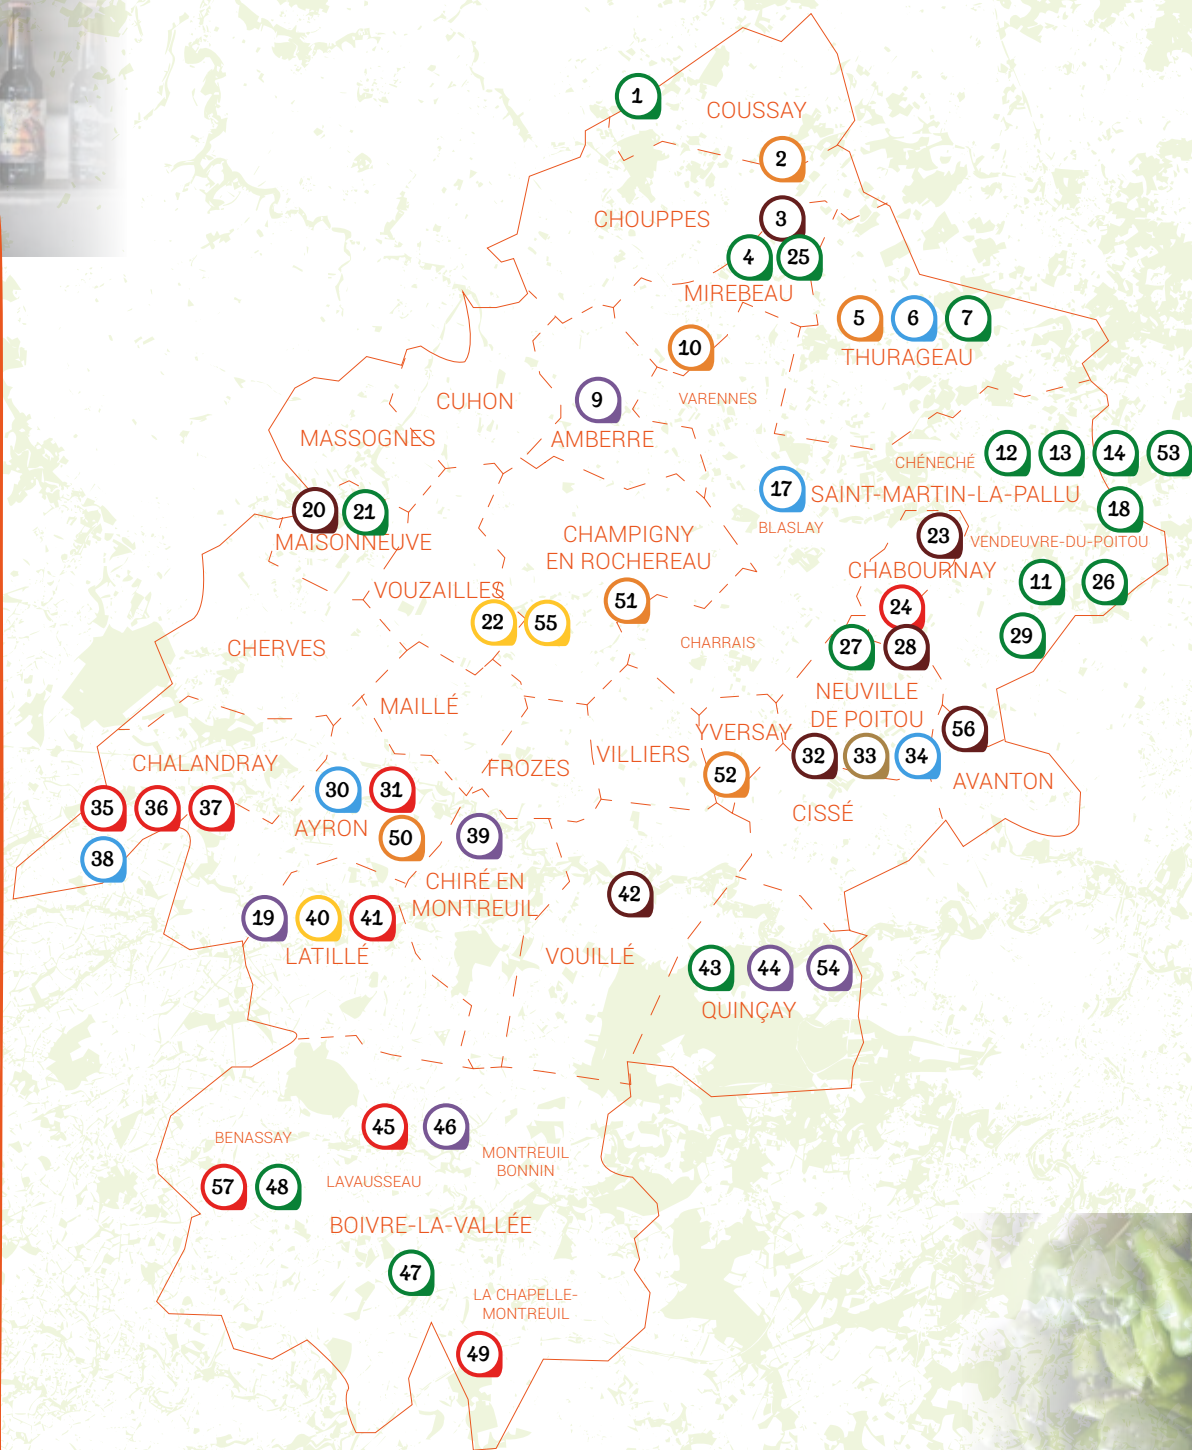 1
COUSSAY
2
CHOUPPES
3
4
25
MIREBEAU
5
6
7
THURAGEAU
10
VARENNES
CUHON
9
AMBERRE
MASSOGNES
CHÉNECHÉ
12
13
14
53
17
SAINT-MARTIN-LA-PALLU
BLASLAY
18
20
21
MAISONNEUVE
CHAMPIGNY
EN ROCHEREAU
23
VENDEUVRE-DU-POITOU
CHABOURNAY
11
26
VOUZAILLES
22
55
51
24
CHERVES
CHARRAIS
27
28
29
MAILLÉ
NEUVILLE
DE POITOU
56
YVERSAY
CHALANDRAY
FROZES
VILLIERS
52
32
33
34
AVANTON
30
31
35
36
37
CISSÉ
AYRON
50
39
38
CHIRÉ EN
MONTREUIL
42
19
40
41
LATILLÉ
VOUILLÉ
43
44
54
QUINÇAY
45
46
BENASSAY
MONTREUIL
BONNIN
57
48
LAVAUSSEAU
BOIVRE-LA-VALLÉE
47
LA CHAPELLE-
MONTREUIL
49